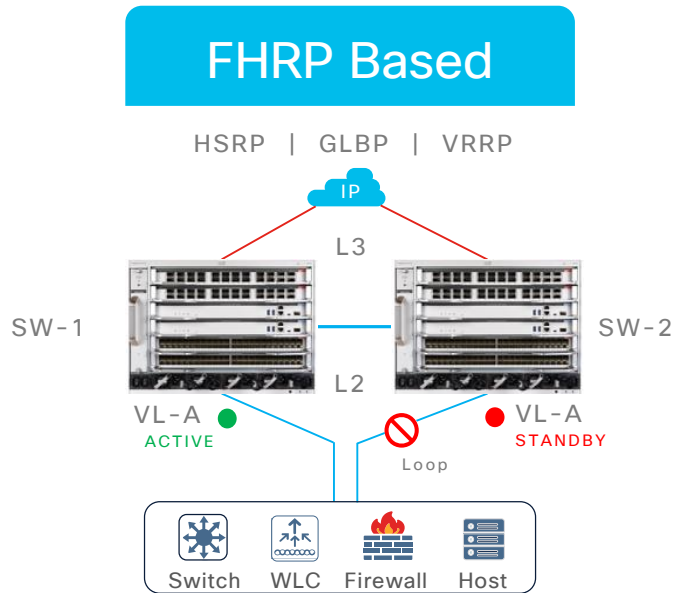 FHRP Based
HSRP | GLBP | VRRP
IP
L3
SW-1
SW-2
L2
VL-A
ACTIVE
VL-A
STANDBY
Loop
Switch WLC Firewall Host